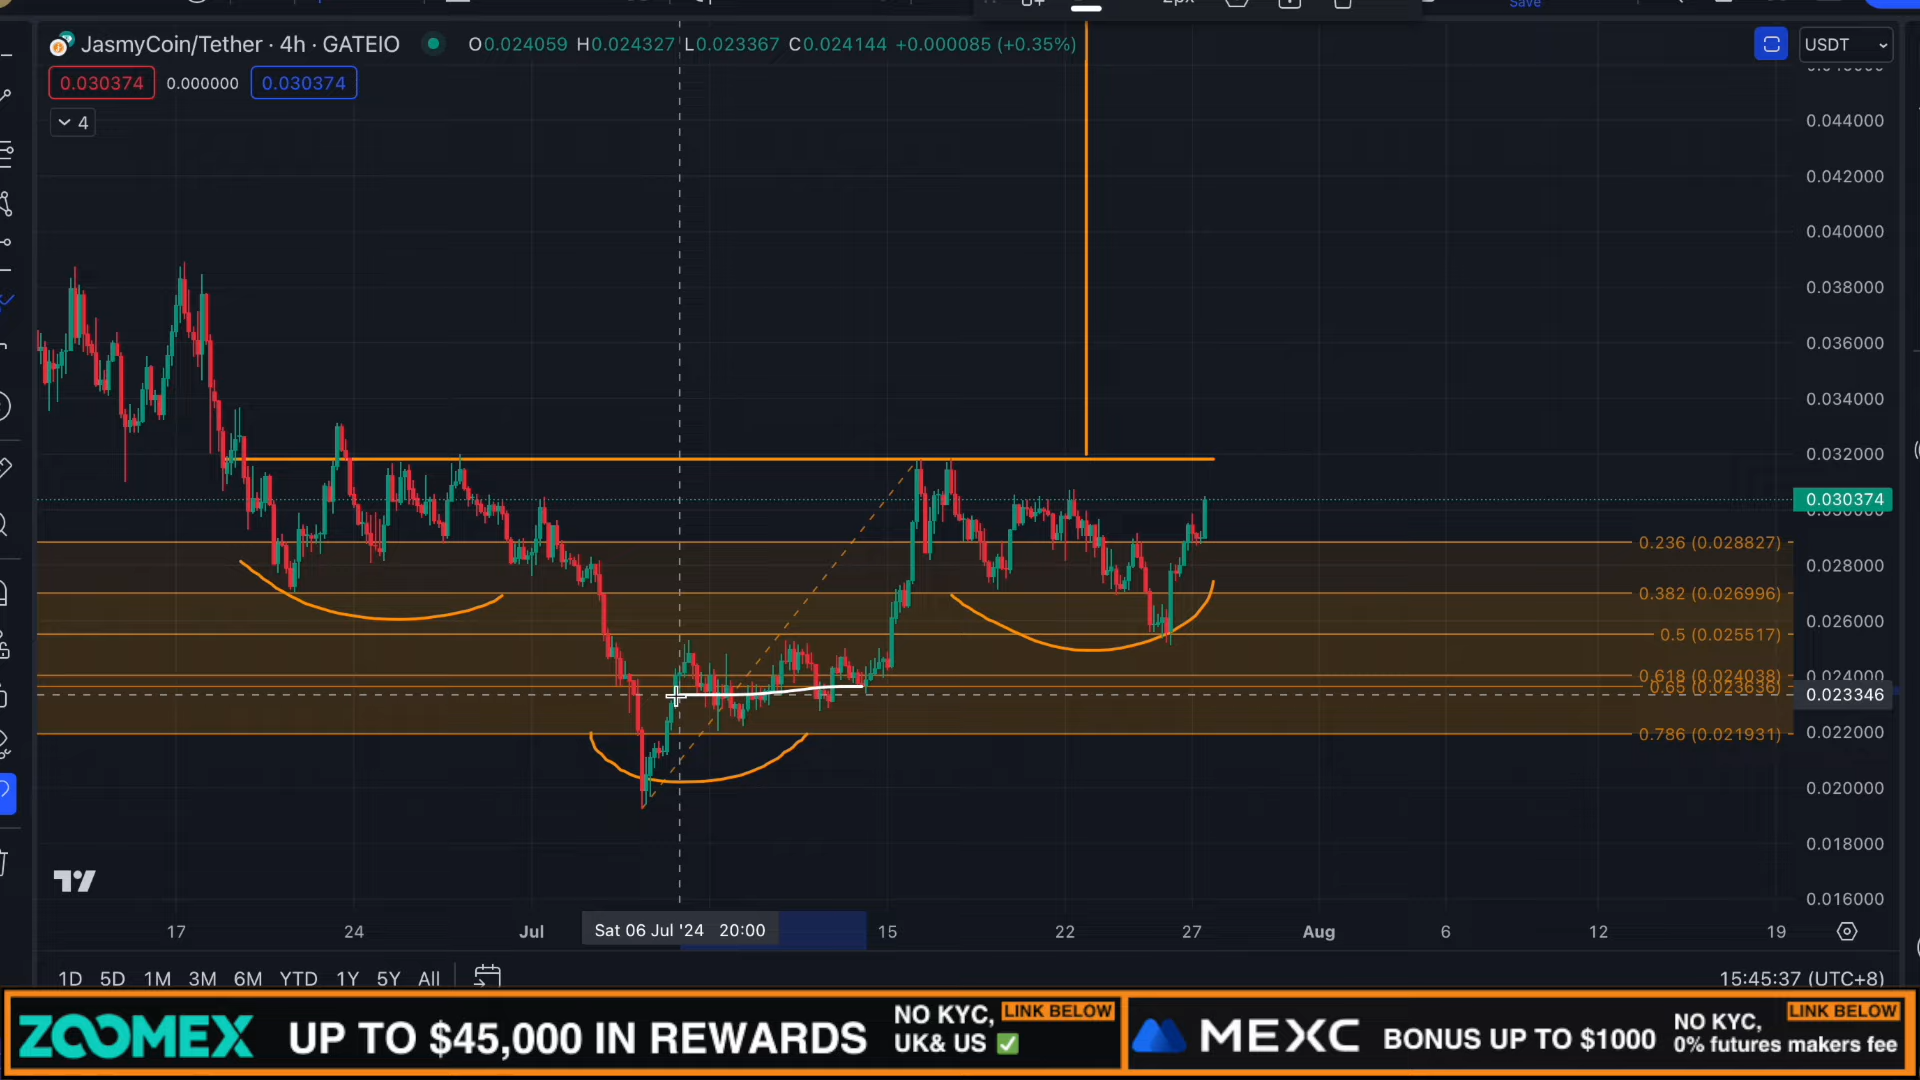 2px
Save
JasmyCoin/Tether · 4h · GATEIO O0.024059 H0.024327 L0.023367 C0.024144 +0.000085 (+0.35%)
USDT
0.030374 0.000000 0.030374
4
0.044000
0.042000
0.040000
0.038000
0.036000
0.034000
0.032000
0.030374
0.030000
0.236 (0.028827)
0.028000
0.382 (0.026996)
0.026000
0.5 (0.025517)
0.618 (0.024038)
0.024000
0.65 (0.023636)
0.023346
0.786 (0.021931)
0.022000
0.020000
0.018000
0.016000
17 24 Jul Sat 06 Jul '24 20:00 15 22 27 Aug 6 12 19
1D 5D 1M 3M 6M YTD 1Y 5Y All 15:45:37 (UTC+8)
ZOOMEX UP TO $45,000 IN REWARDS
NO KYC, LINK BELOW
UK& US ✅
MEXC BONUS UP TO $1000
LINK BELOW
NO KYC,
0% futures makers fee